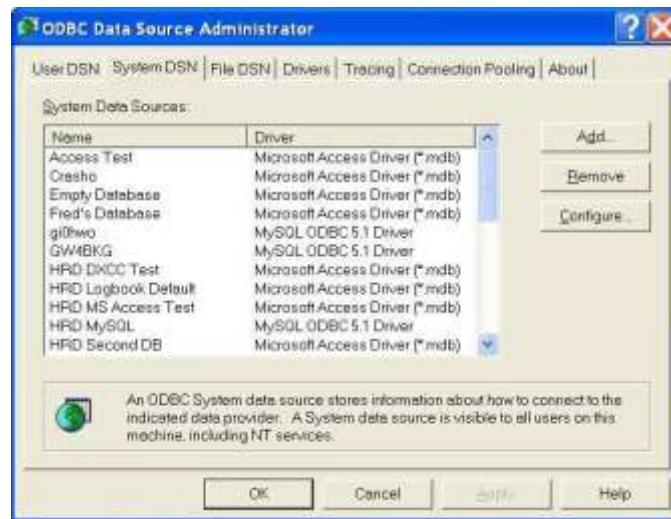 ODBC Data Source Administrator
User DSN System DSN File DSN Drivers Tracing Connection Pooling About
System Data Sources:
Name Driver
Access Test Microsoft Access Driver (*.mdb)
Crasho Microsoft Access Driver (*.mdb)
Empty Database Microsoft Access Driver (*.mdb)
Fred's Database Microsoft Access Driver (*.mdb)
gi0hwo MySQL ODBC 5.1 Driver
GW4BKG MySQL ODBC 5.1 Driver
HRD DXCC Test Microsoft Access Driver (*.mdb)
HRD Logbook Default Microsoft Access Driver (*.mdb)
HRD MS Access Test Microsoft Access Driver (*.mdb)
HRD MySQL MySQL ODBC 5.1 Driver
HRD Second DB Microsoft Access Driver (*.mdb)
Add...
Remove
Configure...
An ODBC System data source stores information about how to connect to the
indicated data provider. A System data source is visible to all users on this
machine, including NT services.
OK Cancel Apply Help